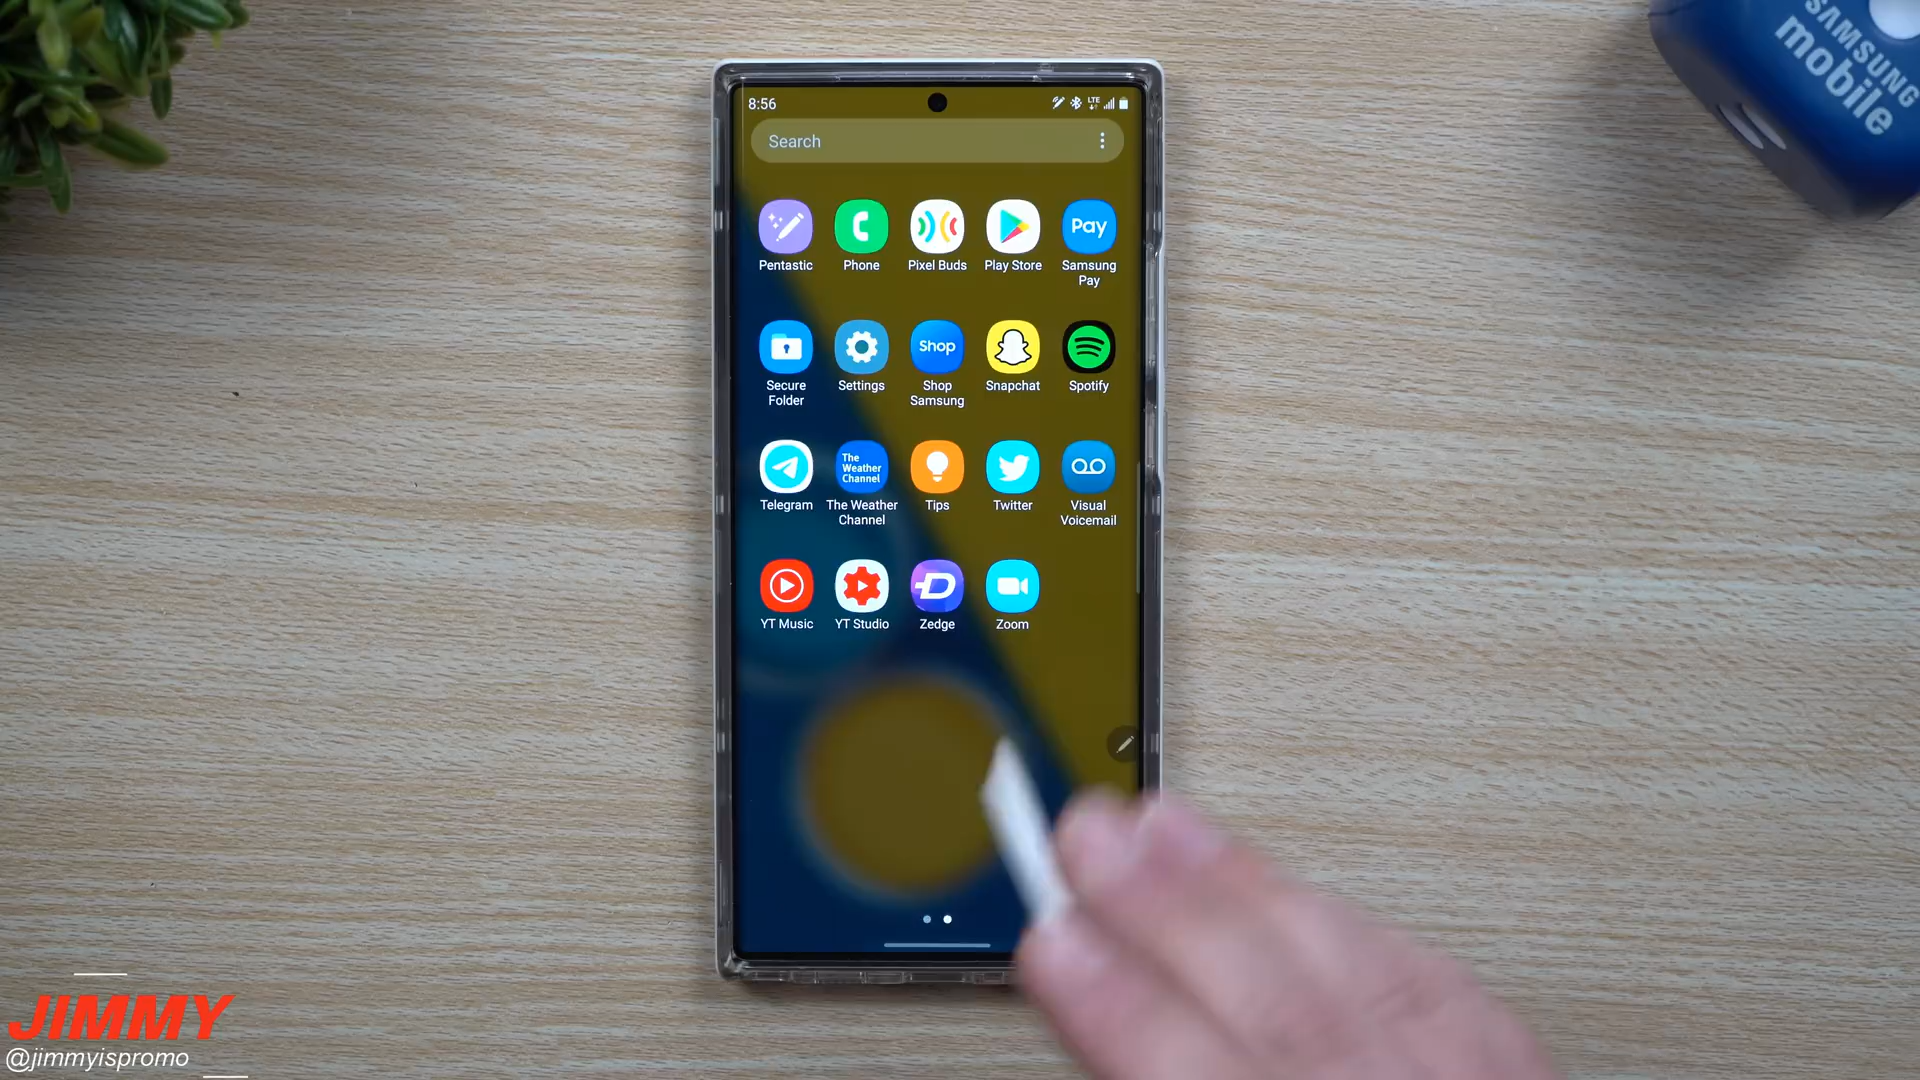 SAMSUNG
mobile
8:56
LTE
Search
Pay
Pentastic
Phone
Pixel Buds
Play Store
Samsung
Pay
Shop
Secure
Folder
Settings
Shop
Samsung
Snapchat
Spotify
The
Weather
Channel
Telegram
The Weather
Channel
Tips
Twitter
Visual
Voicemail
YT Music
YT Studio
Zedge
Zoom
JIMMY
@jimmyispromo